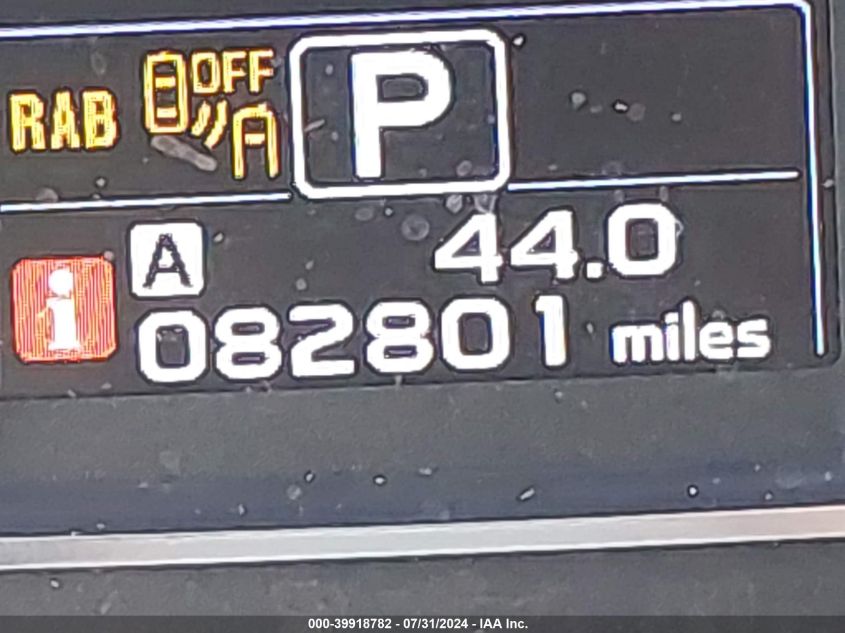 RAB OFF P
A 44.0
i 082801 miles
000-39918782 - 07/31/2024 - IAA Inc.